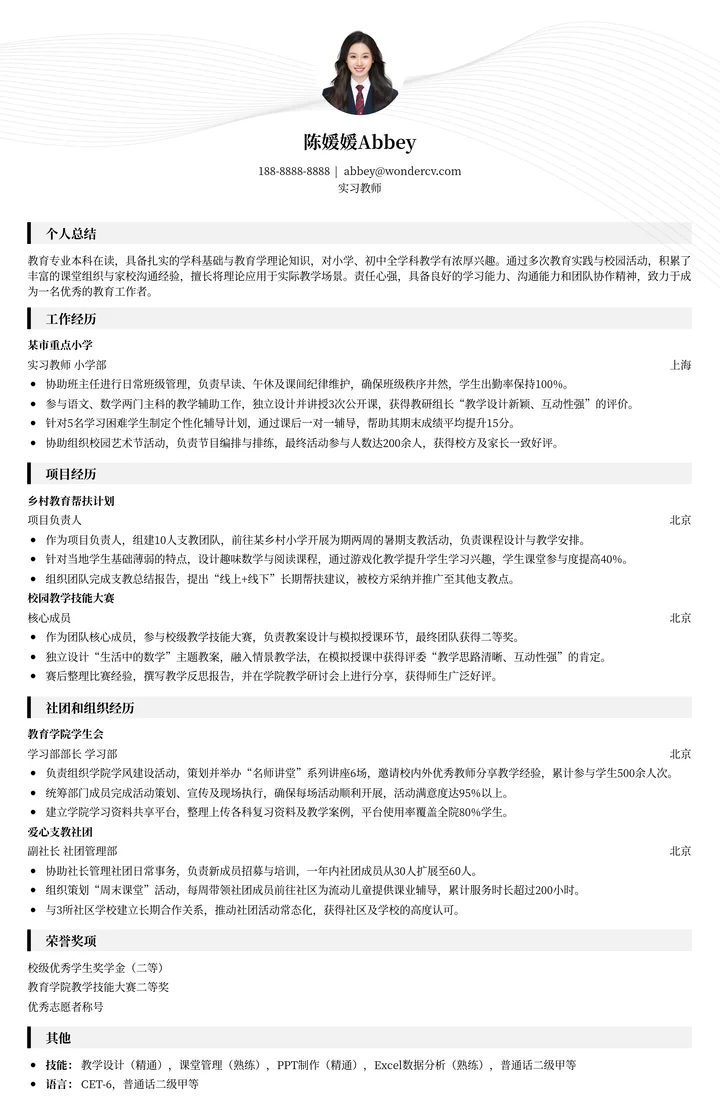 陈媛媛Abbey
188-8888-8888 | abbey@wondercv.com
实习教师
个人总结
教育专业本科在读，具备扎实的学科基础与教育学理论知识，对小学、初中全学科教学有浓厚兴趣。通过多次教育实践与校园活动，积累了
丰富的课堂组织与家校沟通经验，擅长将理论应用于实际教学场景。责任心强，具备良好的学习能力、沟通能力和团队协作精神，致力于成
为一名优秀的教育工作者。
工作经历
某市重点小学
实习教师 小学部 上海
• 协助班主任进行日常班级管理，负责早读、午休及课间纪律维护，确保班级秩序井然，学生出勤率保持100%。
• 参与语文、数学两门主科的教学辅助工作，独立设计并讲授3次公开课，获得教研组长“教学设计新颖、互动性强”的评价。
• 针对5名学习困难学生制定个性化辅导计划，通过课后一对一辅导，帮助其期末成绩平均提升15分。
• 协助组织校园艺术节活动，负责节目编排与排练，最终活动参与人数达200余人，获得校方及家长一致好评。
项目经历
乡村教育帮扶计划
项目负责人 北京
• 作为项目负责人，组建10人支教团队，前往某乡村小学开展为期两周的暑期支教活动，负责课程设计与教学安排。
• 针对当地学生基础薄弱的特点，设计趣味数学与阅读课程，通过游戏化教学提升学生学习兴趣，学生课堂参与度提高40%。
• 组织团队完成支教总结报告，提出“线上+线下”长期帮扶建议，被校方采纳并推广至其他支教点。
校园教学技能大赛
核心成员 北京
• 作为团队核心成员，参与校级教学技能大赛，负责教案设计与模拟授课环节，最终团队获得二等奖。
• 独立设计“生活中的数学”主题教案，融入情景教学法，在模拟授课中获得评委“教学思路清晰、互动性强”的肯定。
• 赛后整理比赛经验，撰写教学反思报告，并在学院教学研讨会上进行分享，获得师生广泛好评。
社团和组织经历
教育学院学生会
学习部部长 学习部 北京
• 负责组织学院学风建设活动，策划并举办“名师讲堂”系列讲座6场，邀请校内外优秀教师分享教学经验，累计参与学生500余人次。
• 统筹部门成员完成活动策划、宣传及现场执行，确保每场活动顺利开展，活动满意度达95%以上。
• 建立学院学习资料共享平台，整理上传各科复习资料及教学案例，平台使用率覆盖全院80%学生。
爱心支教社团
副社长 社团管理部 北京
• 协助社长管理社团日常事务，负责新成员招募与培训，一年内社团成员从30人扩展至60人。
• 组织策划“周末课堂”活动，每周带领社团成员前往社区为流动儿童提供课业辅导，累计服务时长超过200小时。
• 与3所社区学校建立长期合作关系，推动社团活动常态化，获得社区及学校的高度认可。
荣誉奖项
校级优秀学生奖学金（二等）
教育学院教学技能大赛二等奖
优秀志愿者称号
其他
• 技能： 教学设计（精通），课堂管理（熟练），PPT制作（精通），Excel数据分析（熟练），普通话二级甲等
• 语言： CET-6，普通话二级甲等